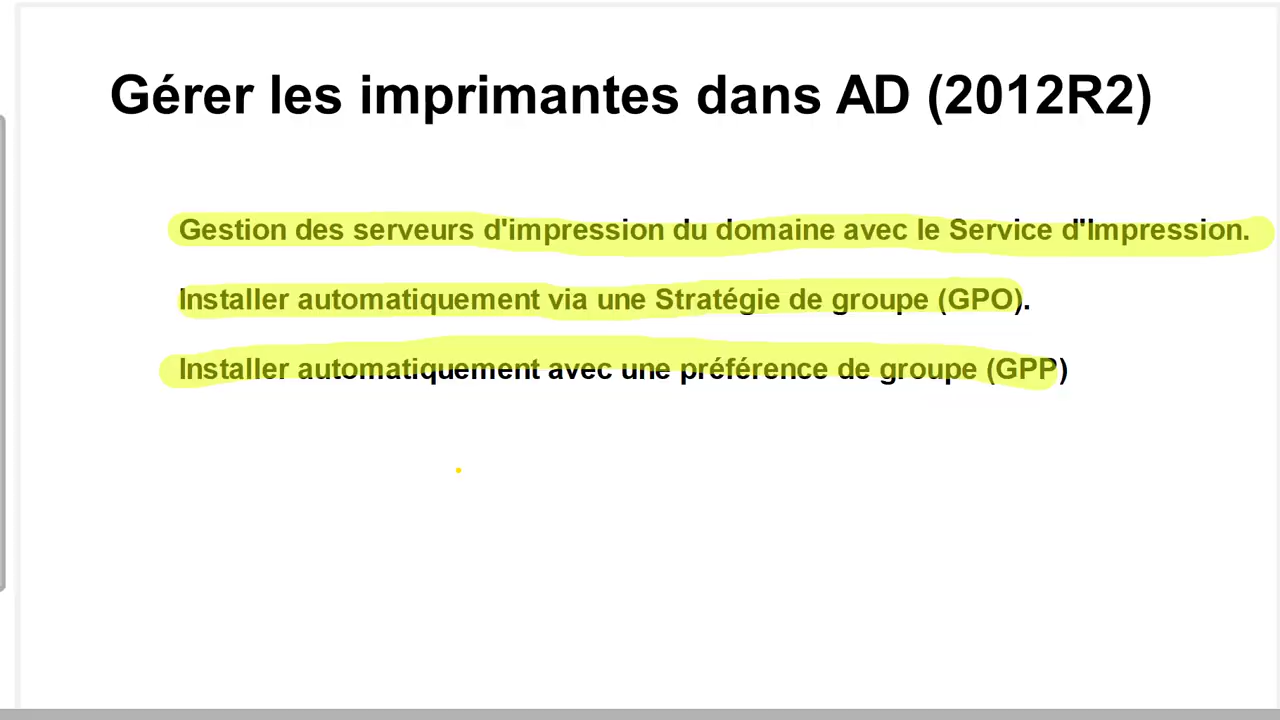 Gérer les imprimantes dans AD (2012R2)
Gestion des serveurs d'impression du domaine avec le Service d"Impression.
Installer automatiquement via une Stratégie de groupe (GPO).
Installer automatiquement avec une préférence de groupe (GPP)